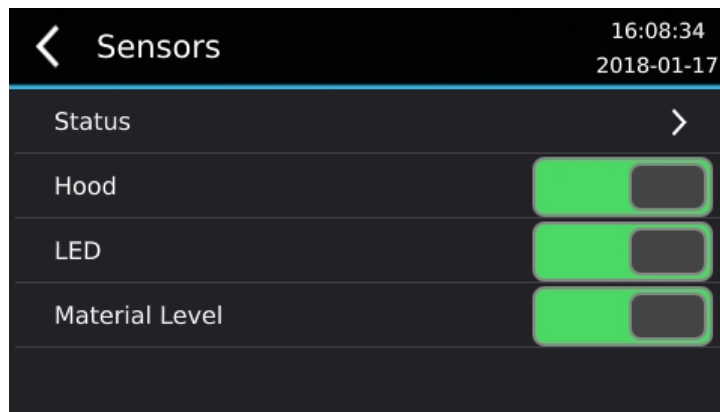 Sensors
16:08:34
2018-01-17
Status
Hood
LED
Material Level